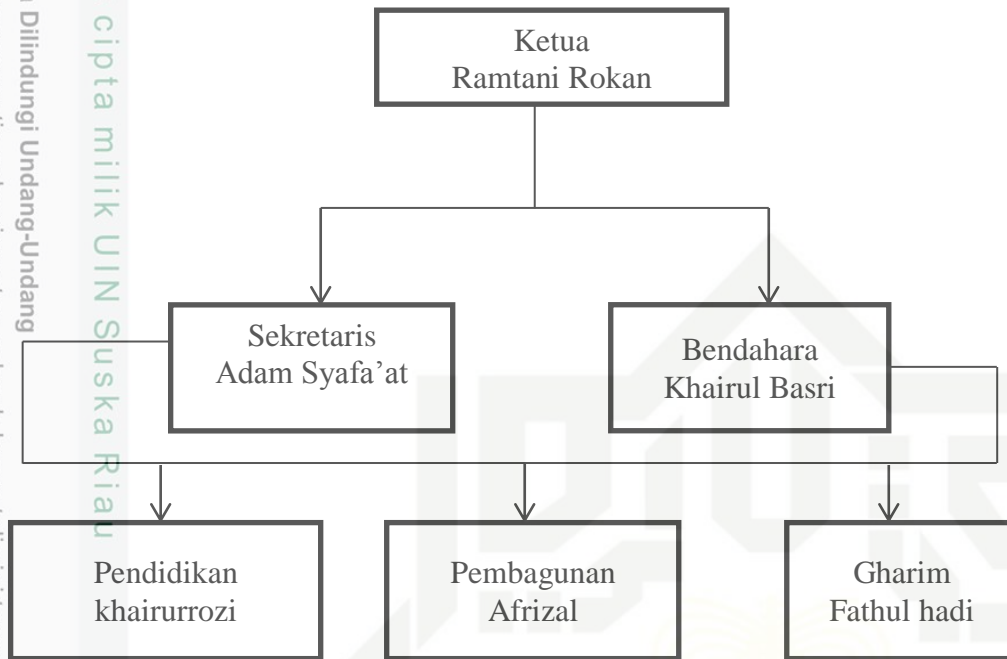 Ketua
Ramtani Rokan
Sekretaris
Adam Syafa’at
Bendahara
Khairul Basri
Pendidikan
khairurrozi
Pembagunan
Afrizal
Gharim
Fathul hadi
cipta milik UIN Suska Riau
Dilindungi Undang-Undang